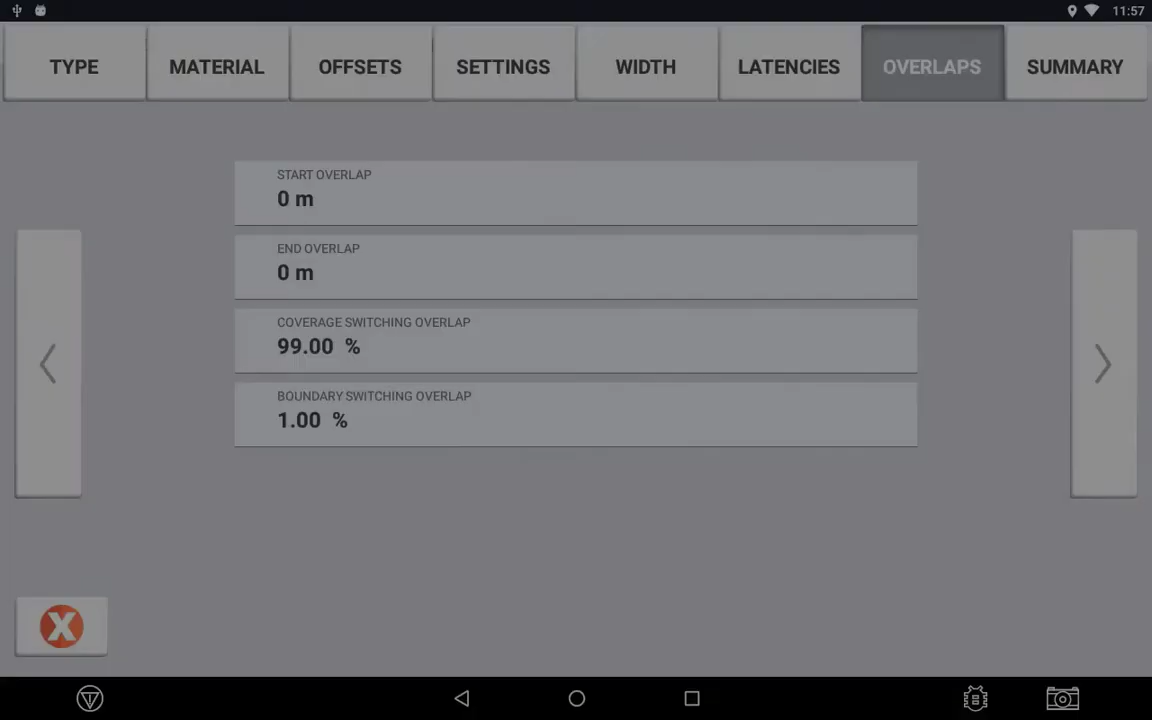 11:57
TYPE MATERIAL OFFSETS SETTINGS WIDTH LATENCIES OVERLAPS SUMMARY
START OVERLAP
0 m
END OVERLAP
0 m
COVERAGE SWITCHING OVERLAP
99.00 %
BOUNDARY SWITCHING OVERLAP
1.00 %
X